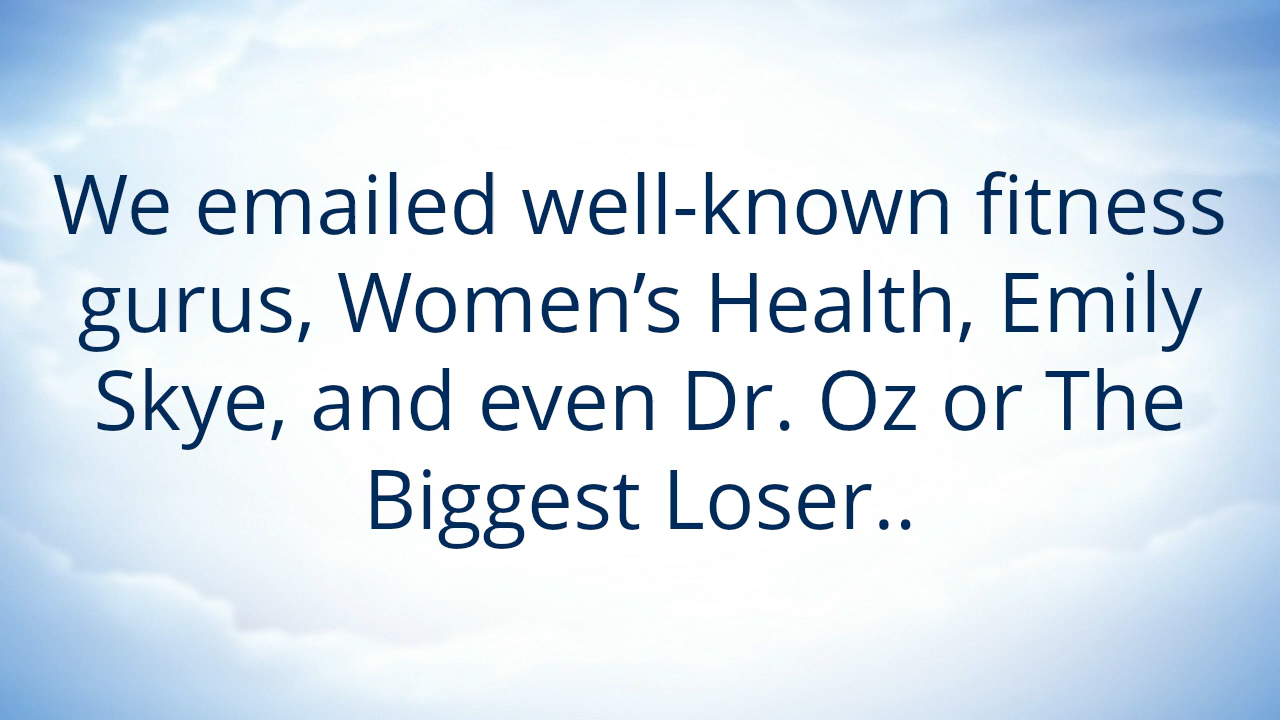 We emailed well-known fitness
gurus, Women’s Health, Emily
Skye, and even Dr. Oz or The
Biggest Loser..